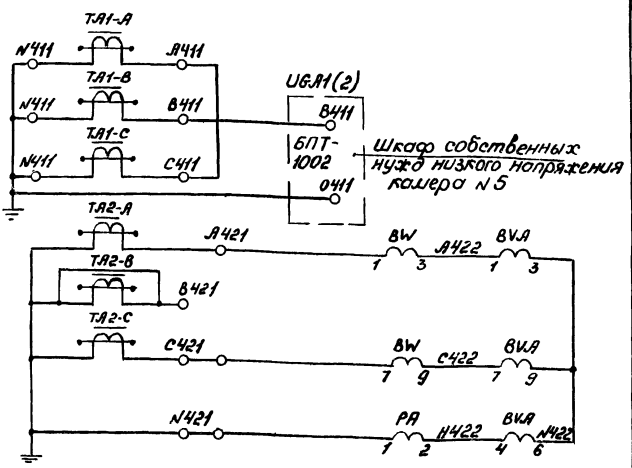 TA1-A
N411
A411
TA1-B
UGA1(2)
N411
B411
B411
TA1-C
БПТ-
1002
Шкаф собственных
нужд низкого напряжения
камера N5
N411
C411
0411
TA2-A
A421
BW
A422
BVA
1
3
1
3
TA2-B
B421
TA2-C
C421
BW
C422
BVA
7
9
7
9
N421
PA
H422
BVA
N422
1
2
4
6